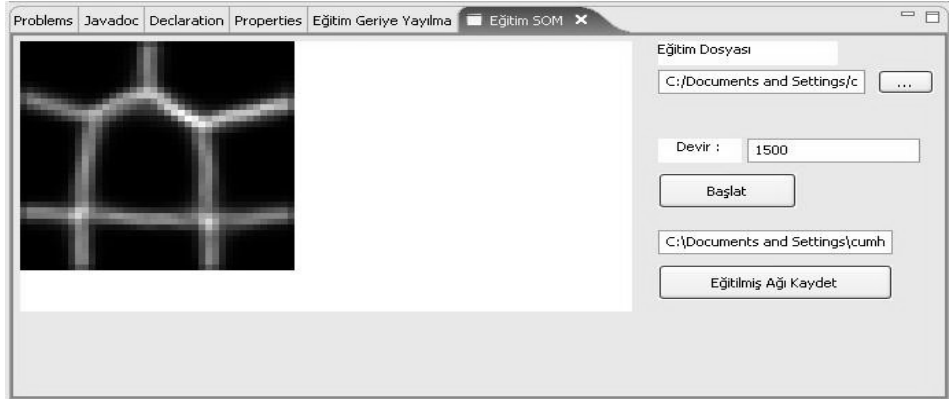 Problems Javadoc Declaration Properties Eğitim Geriye Yayılma Eğitim SOM
Eğitim Dosyası
C:/Documents and Settings/c ...
Devir : 1500
Başlat
C:\Documents and Settings\cumh
Eğitilmiş Ağı Kaydet